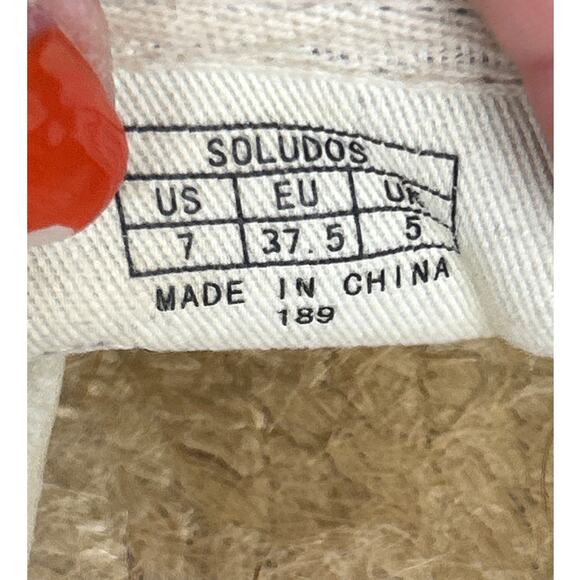 SOLUDOS
US EU UK
7 37.5 5
MADE IN CHINA
189